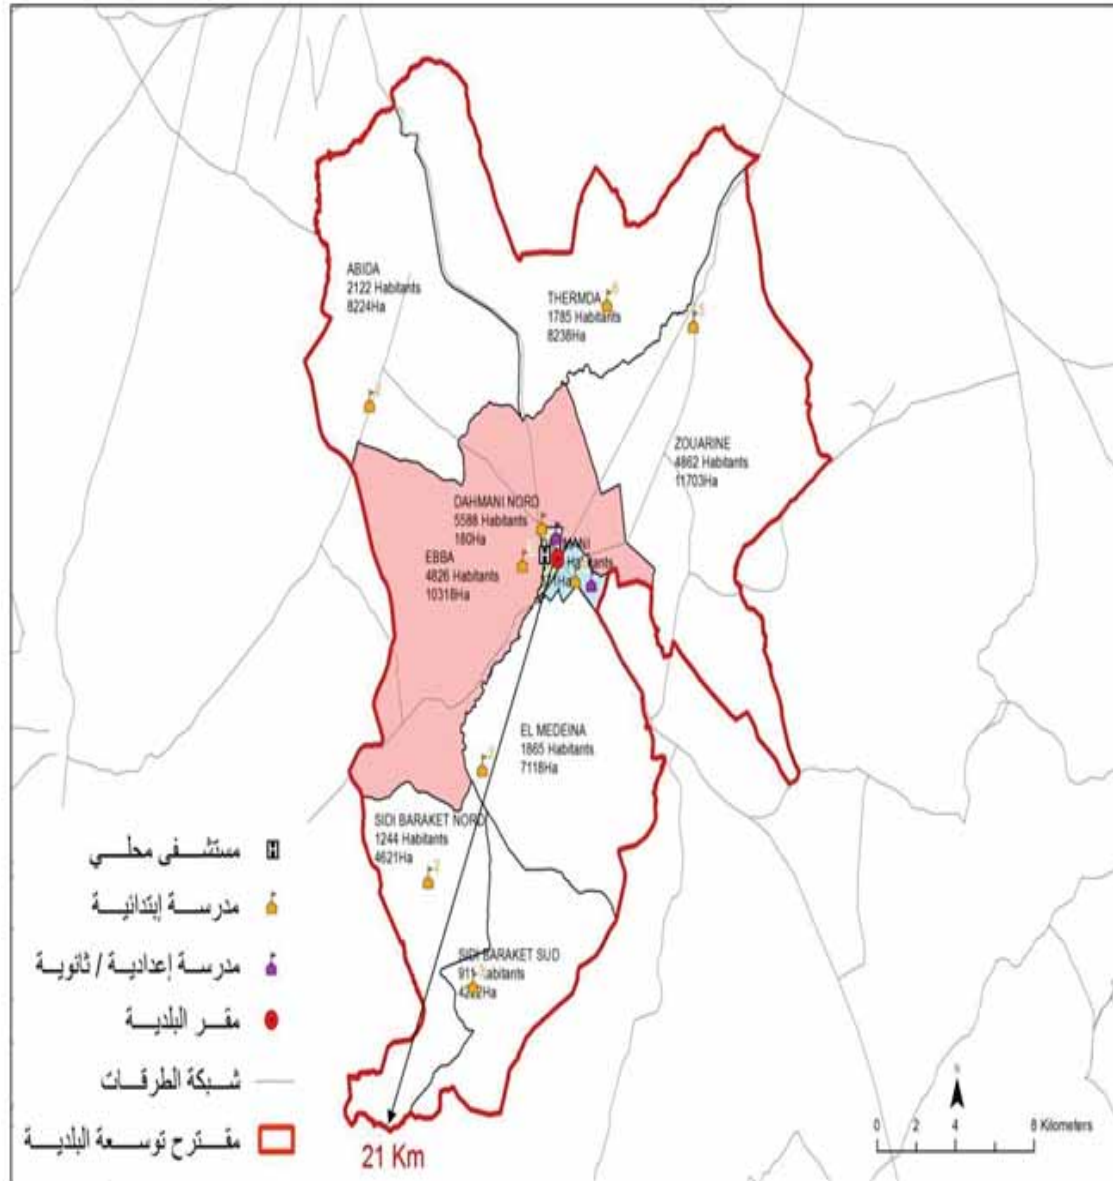 ABIDA
2122 Habitants
8224Ha
THERMDA
1785 Habitants
8238Ha
ZOUARINE
4862 Habitants
11703Ha
DAHMANI NORD
5588 Habitants
180Ha
EBBA
4826 Habitants
10318Ha
EL MEDEINA
1865 Habitants
7118Ha
SIDI BARAKET NORD
1244 Habitants
4621Ha
SIDI BARAKET SUD
مستشفى محلي
مدرسة إبتدائية
مدرسة إعدادية / ثانوية
مقر البلدية
شبكة الطرقات
مقترح توسعة البلدية
21 Km
N
0 2 4 8 Kilometers